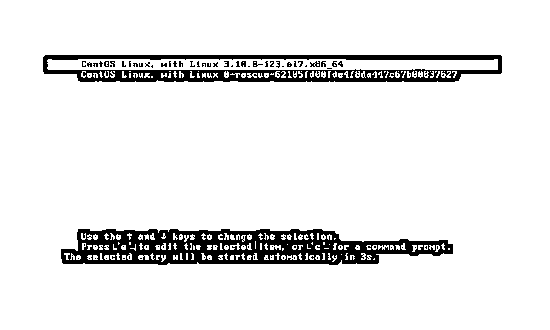 CentOS Linux, with Linux 3.10.0-123.el7.x86_64
CentOS Linux, with Linux 0-rescue-62105fd00fde4f8da447c67b00837627
Use the ↑ and ↓ keys to change the selection.
Press 'e' to edit the selected item, or 'c' for a command prompt.
The selected entry will be started automatically in 3s.